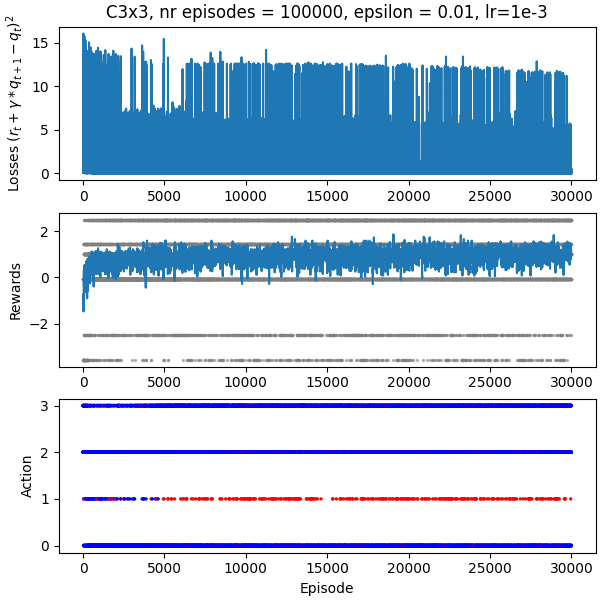 C3x3, nr episodes = 100000, epsilon = 0.01, lr=1e-3
Losses $(r_t + \gamma * q_{t+1} - q_t)^2$
15
10
5
0
0 5000 10000 15000 20000 25000 30000
Rewards
2
0
−2
0 5000 10000 15000 20000 25000 30000
Action
3
2
1
0
0 5000 10000 15000 20000 25000 30000
Episode